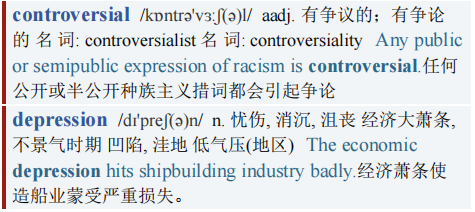 controversial /kɒntrə'vɜːʃ(ə)l/ aadj. 有争议的；有争论
的 名 词: controversialist 名 词: controversiality Any public
or semipublic expression of racism is controversial.任何
公开或半公开种族主义措词都会引起争论
depression /dɪ'preʃ(ə)n/ n. 忧伤, 消沉, 沮丧 经济大萧条,
不景气时期 凹陷, 洼地 低气压(地区) The economic
depression hits shipbuilding industry badly.经济萧条使
造船业蒙受严重损失。